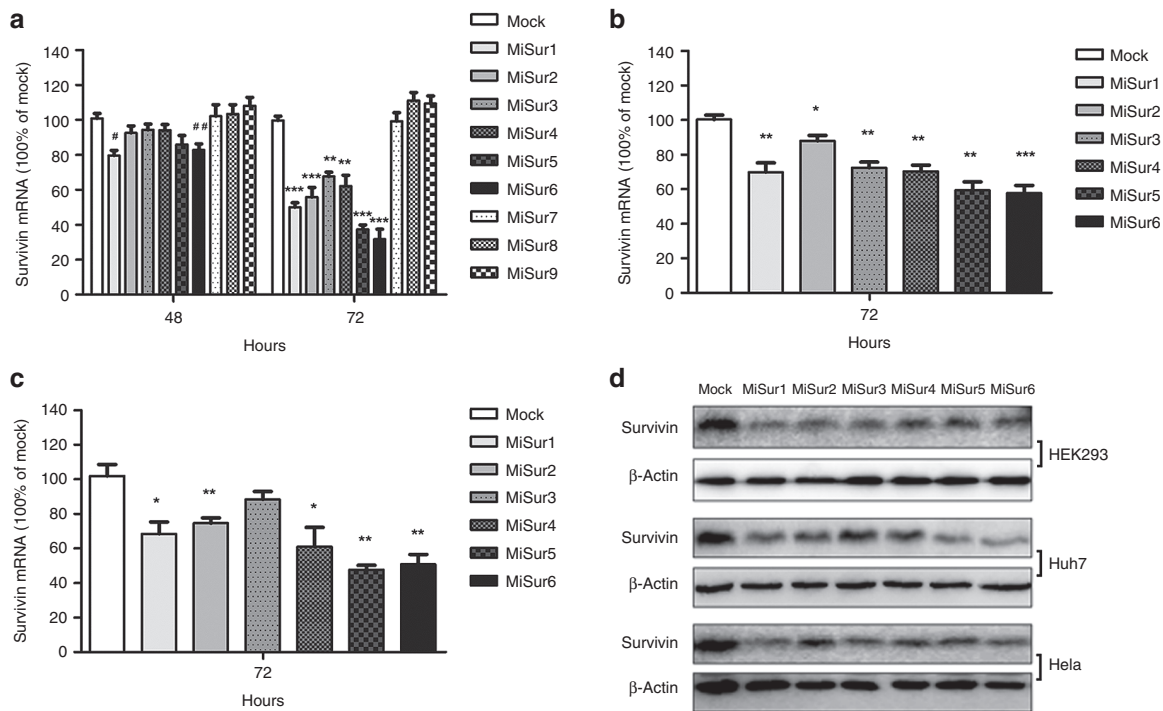 a
Survivin mRNA (100% of mock)
140
120
100
80
60
40
20
0
# ## *** *** ** ** *** ***
48 72
Hours
Mock
MiSur1
MiSur2
MiSur3
MiSur4
MiSur5
MiSur6
MiSur7
MiSur8
MiSur9
b
Survivin mRNA (100% of mock)
140
120
100
80
60
40
20
0
** * ** ** ** ***
72
Hours
Mock
MiSur1
MiSur2
MiSur3
MiSur4
MiSur5
MiSur6
c
Survivin mRNA (100% of mock)
140
120
100
80
60
40
20
0
* ** * ** **
72
Hours
Mock
MiSur1
MiSur2
MiSur3
MiSur4
MiSur5
MiSur6
d
Mock MiSur1 MiSur2 MiSur3 MiSur4 MiSur5 MiSur6
Survivin
HEK293
β-Actin
Survivin
Huh7
β-Actin
Survivin
Hela
β-Actin